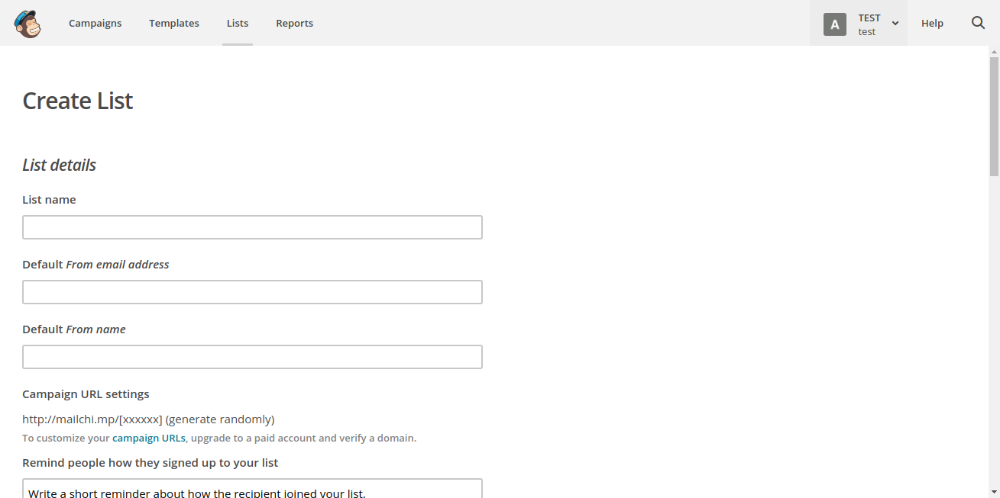 Campaigns Templates Lists Reports A TEST Help
test
Create List
List details
List name
Default From email address
Default From name
Campaign URL settings
http://mailchi.mp/[xxxxxx] (generate randomly)
To customize your campaign URLs, upgrade to a paid account and verify a domain.
Remind people how they signed up to your list
Write a short reminder about how the recipient joined your list.